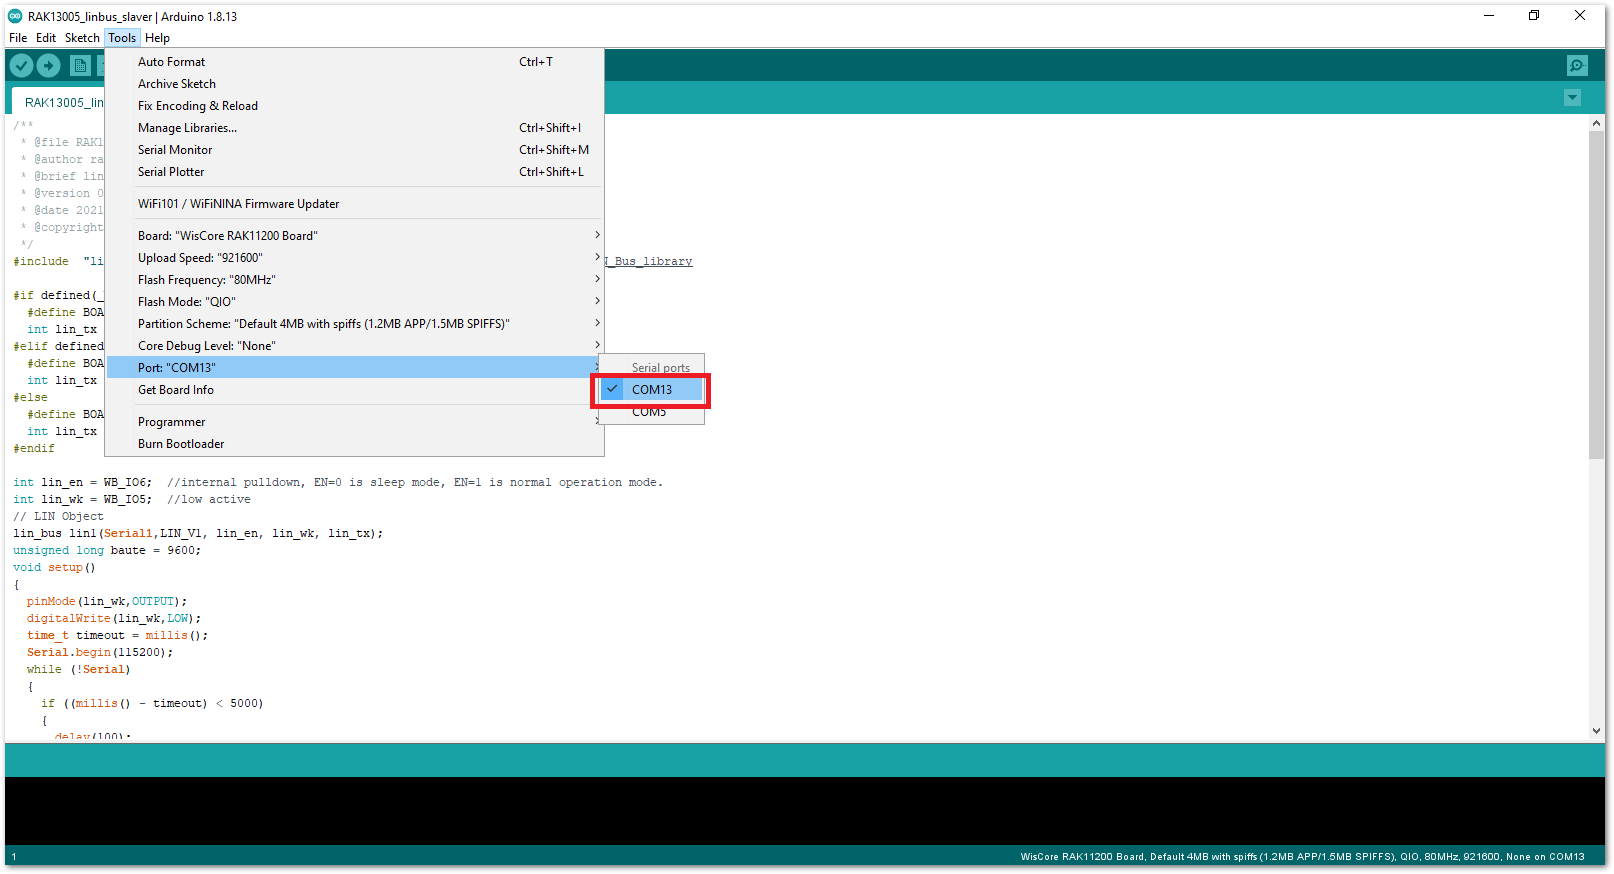 RAK13005_linbus_slaver | Arduino 1.8.13
File Edit Sketch Tools Help
Auto Format Ctrl+T
Archive Sketch
Fix Encoding & Reload
Manage Libraries... Ctrl+Shift+I
Serial Monitor Ctrl+Shift+M
Serial Plotter Ctrl+Shift+L
WiFi101 / WiFiNINA Firmware Updater
Board: "WisCore RAK11200 Board"
Upload Speed: "921600"
Flash Frequency: "80MHz"
Flash Mode: "QIO"
Partition Scheme: "Default 4MB with spiffs (1.2MB APP/1.5MB SPIFFS)"
Core Debug Level: "None"
Port: "COM13"
Get Board Info
Programmer
Burn Bootloader
Serial ports
COM13
COM5
RAK13005_lin
/**
* @file RAK1
* @author ra
* @brief lin
* @version 0
* @date 2021
* @copyright
*/
#include "li N_Bus_library
#if defined(_
#define BOA
int lin_tx
#elif defined
#define BOA
int lin_tx
#else
#define BOA
int lin_tx
#endif
int lin_en = WB_IO6; //internal pulldown, EN=0 is sleep mode, EN=1 is normal operation mode.
int lin_wk = WB_IO5; //low active
// LIN Object
lin_bus lin1(Serial1,LIN_V1, lin_en, lin_wk, lin_tx);
unsigned long baute = 9600;
void setup()
{
pinMode(lin_wk,OUTPUT);
digitalWrite(lin_wk,LOW);
time_t timeout = millis();
Serial.begin(115200);
while (!Serial)
{
if ((millis() - timeout) < 5000)
{
delay(100);
1
WisCore RAK11200 Board, Default 4MB with spiffs (1.2MB APP/1.5MB SPIFFS), QIO, 80MHz, 921600, None on COM13